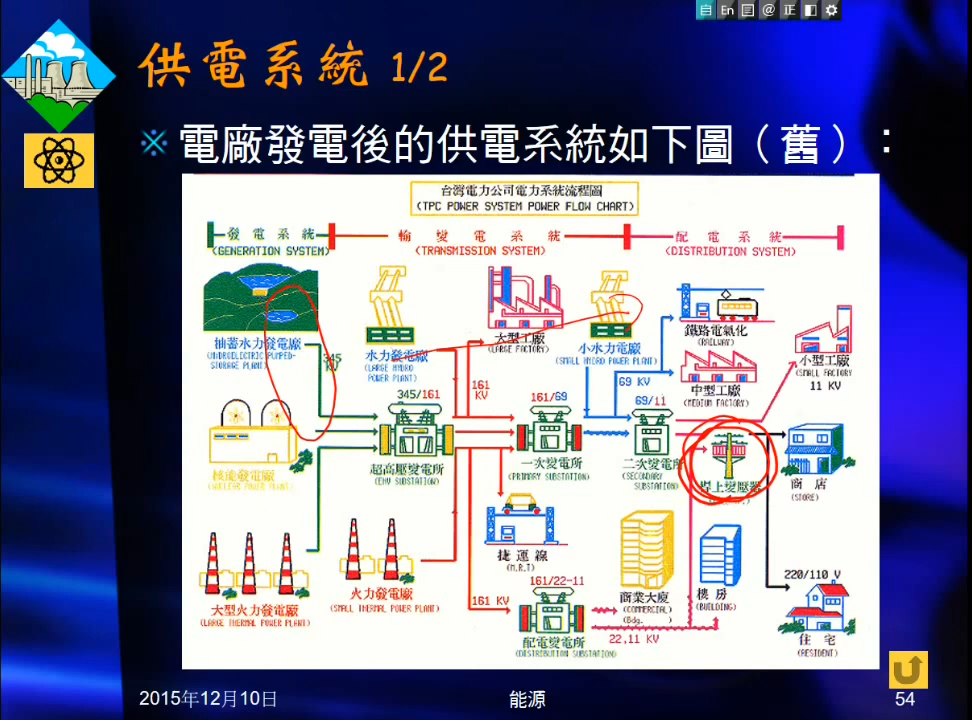 自 En @ 正
供電系統 1/2
※電廠發電後的供電系統如下圖（舊）：
台灣電力公司電力系統流程圖
(TPC POWER SYSTEM POWER FLOW CHART)
發電系統 輸變電系統 配電系統
(GENERATION SYSTEM) (TRANSMISSION SYSTEM) (DISTRIBUTION SYSTEM)
抽蓄水力發電廠
(HYDROELECTRIC PUMPED-
STORAGE PLANT)
345
KV
水力發電廠
(LARGE HYDRO
POWER PLANT)
大型工廠
(LARGE FACTORY)
小水力電廠
(SMALL HYDRO POWER PLANT)
鐵路電氣化
(RAILWAY)
中型工廠
(MEDIUM FACTORY)
小型工廠
(SMALL FACTORY)
11 KV
161
KV
69 KV
345/161
161/69
69/11
核能發電廠
(NUCLEAR POWER PLANT)
超高壓變電所
(EHV SUBSTATION)
一次變電所
(PRIMARY SUBSTATION)
二次變電所
(SECONDARY
SUBSTATION)
桿上變壓器
商店
(STORE)
捷運線
(M.R.T)
大型火力發電廠
(LARGE THERMAL POWER PLANT)
火力發電廠
(SMALL THERMAL POWER PLANT)
161 KV
161/22-11
配電變電所
(DISTRIBUTION SUBSTATION)
商業大廈
(COMMERCIAL)
(Bdg. )
樓房
(BUILDING)
22,11 KV
220/110 V
住宅
(RESIDENT)
2015年12月10日
能源
54